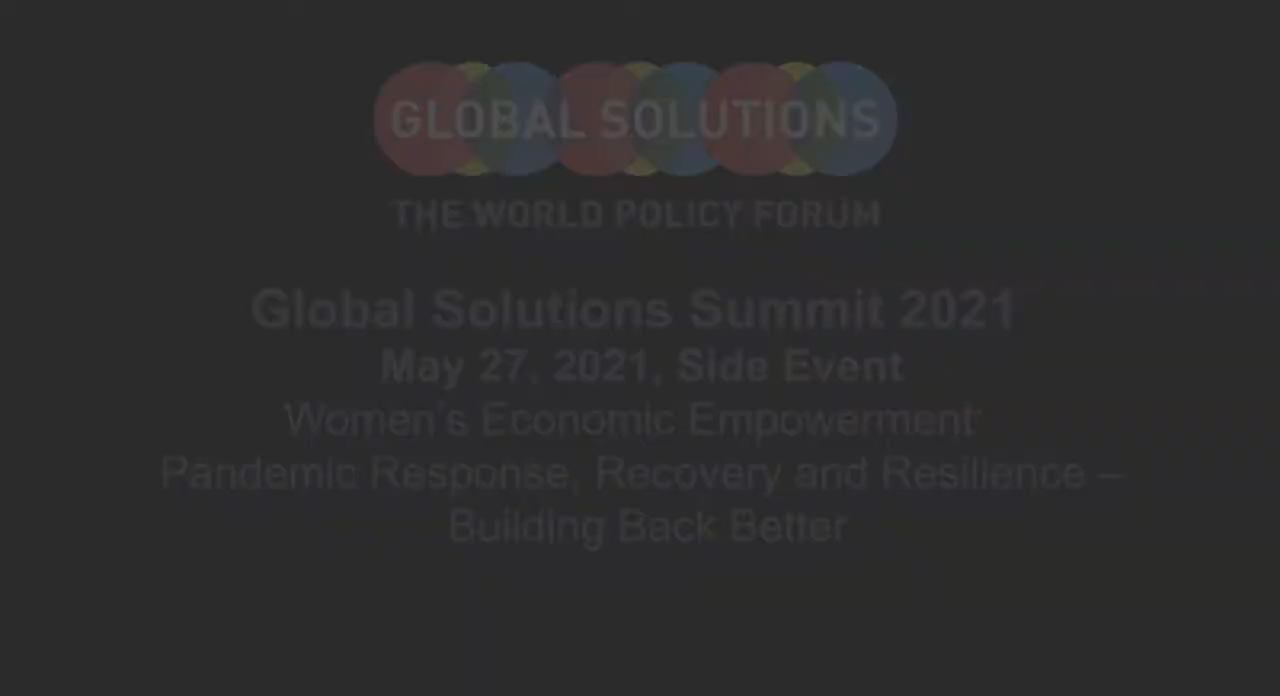 GLOBAL SOLUTIONS
THE WORLD POLICY FORUM
Global Solutions Summit 2021
May 27, 2021, Side Event
Women's Economic Empowerment
Pandemic Response, Recovery and Resilience –
Building Back Better